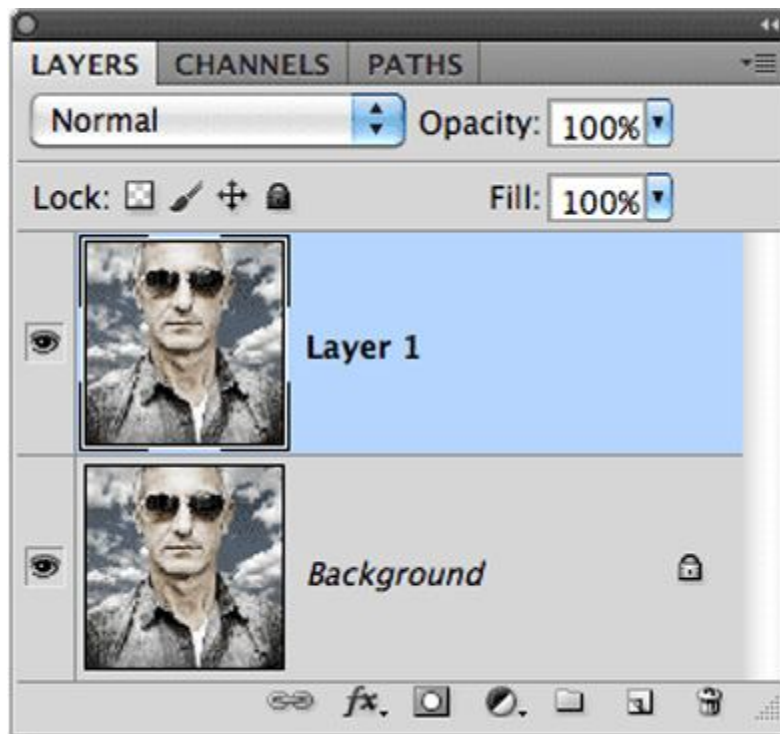 LAYERS CHANNELS PATHS
Normal Opacity: 100%
Lock: Fill: 100%
Layer 1
Background
fx.